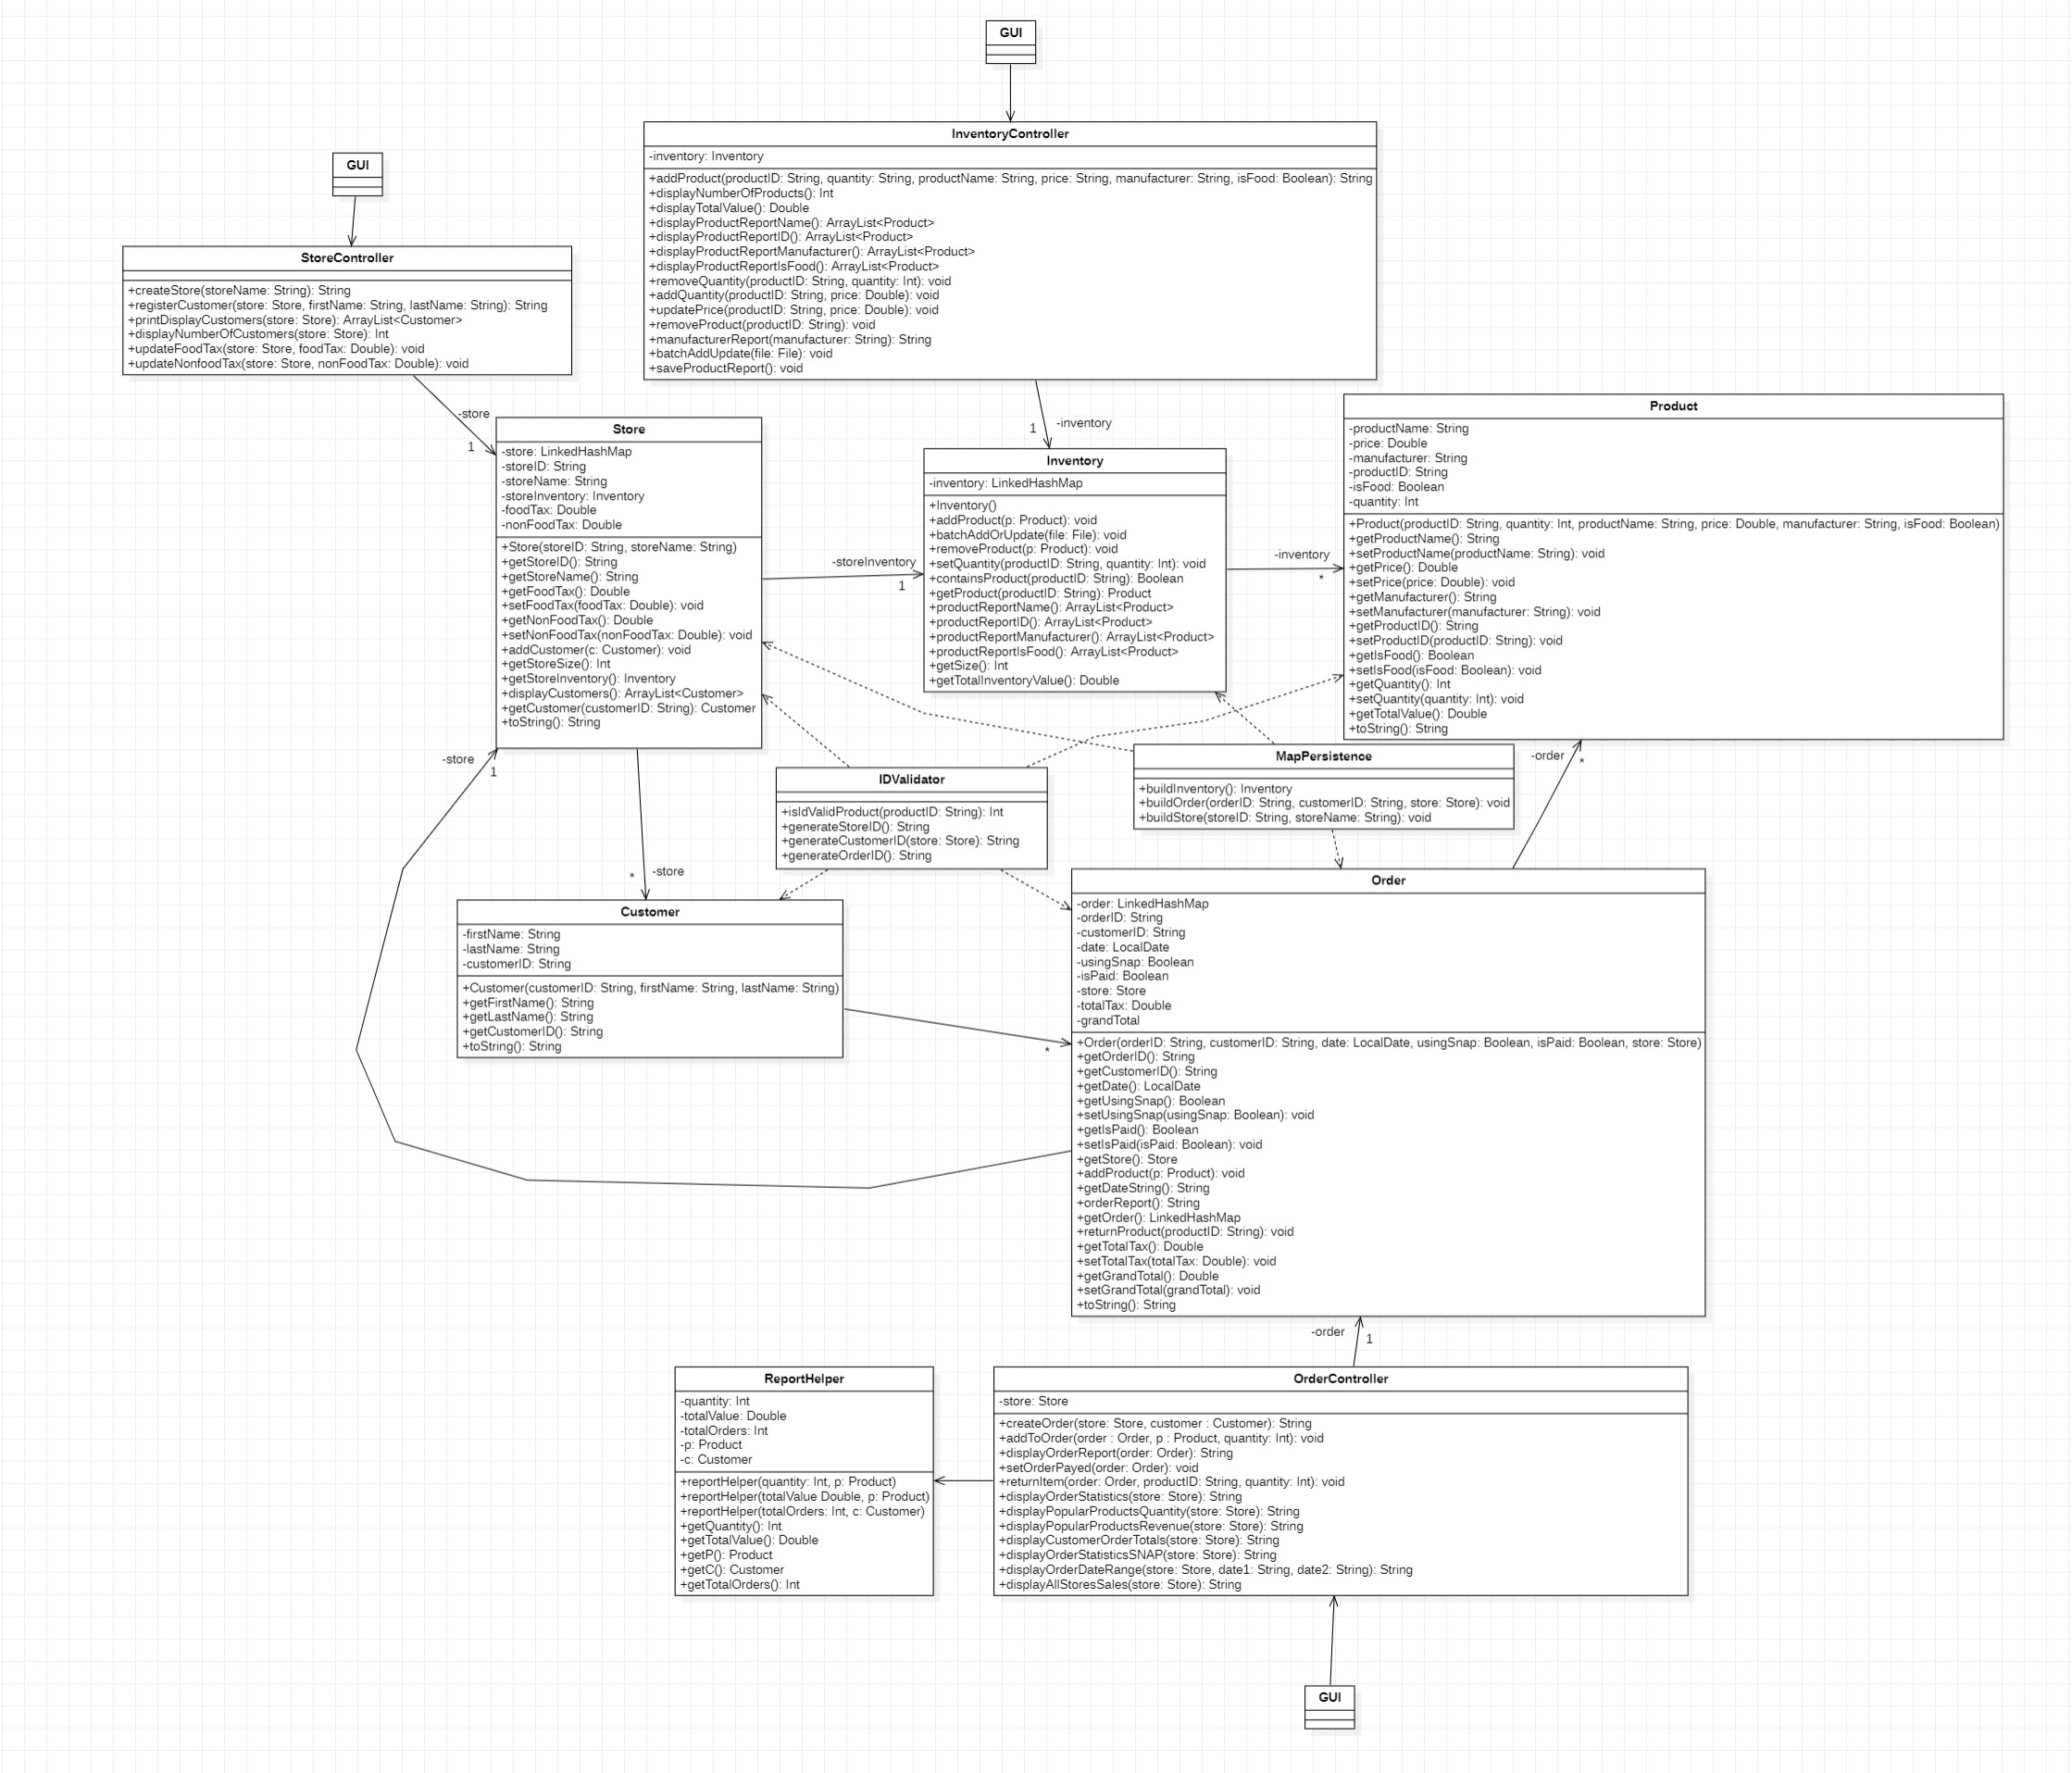 GUI
InventoryController
-inventory: Inventory
+addProduct(productID: String, quantity: String, productName: String, price: String, manufacturer: String, isFood: Boolean): String
+displayNumberOfProducts(): Int
+displayTotalValue(): Double
+displayProductReportName(): ArrayList<Product>
+displayProductReportID(): ArrayList<Product>
+displayProductReportManufacturer(): ArrayList<Product>
+displayProductReportIsFood(): ArrayList<Product>
+removeQuantity(productID: String, quantity: Int): void
+addQuantity(productID: String, price: Double): void
+updatePrice(productID: String, price: Double): void
+removeProduct(productID: String): void
+manufacturerReport(manufacturer: String): String
+batchAddUpdate(file: File): void
+saveProductReport(): void
GUI
StoreController
+createStore(storeName: String): String
+registerCustomer(store: Store, firstName: String, lastName: String): String
+printDisplayCustomers(store: Store): ArrayList<Customer>
+displayNumberOfCustomers(store: Store): Int
+updateFoodTax(store: Store, foodTax: Double): void
+updateNonfoodTax(store: Store, nonFoodTax: Double): void
-store
1
Store
-store: LinkedHashMap
-storeID: String
-storeName: String
-storeInventory: Inventory
-foodTax: Double
-nonFoodTax: Double
+Store(storeID: String, storeName: String)
+getStoreID(): String
+getStoreName(): String
+getFoodTax(): Double
+setFoodTax(foodTax: Double): void
+getNonFoodTax(): Double
+setNonFoodTax(nonFoodTax: Double): void
+addCustomer(c: Customer): void
+getStoreSize(): Int
+getStoreInventory(): Inventory
+displayCustomers(): ArrayList<Customer>
+getCustomer(customerID: String): Customer
+toString(): String
-storeInventory
1
1
-inventory
Inventory
-inventory: LinkedHashMap
+Inventory()
+addProduct(p: Product): void
+batchAddOrUpdate(file: File): void
+removeProduct(p: Product): void
+setQuantity(productID: String, quantity: Int): void
+containsProduct(productID: String): Boolean
+getProduct(productID: String): Product
+productReportName(): ArrayList<Product>
+productReportID(): ArrayList<Product>
+productReportManufacturer(): ArrayList<Product>
+productReportIsFood(): ArrayList<Product>
+getSize(): Int
+getTotalInventoryValue(): Double
-inventory
*
Product
-productName: String
-price: Double
-manufacturer: String
-productID: String
-isFood: Boolean
-quantity: Int
+Product(productID: String, quantity: Int, productName: String, price: Double, manufacturer: String, isFood: Boolean)
+getProductName(): String
+setProductName(productName: String): void
+getPrice(): Double
+setPrice(price: Double): void
+getManufacturer(): String
+setManufacturer(manufacturer: String): void
+getProductID(): String
+setProductID(productID: String): void
+getIsFood(): Boolean
+setIsFood(isFood: Boolean): void
+getQuantity(): Int
+setQuantity(quantity: Int): void
+getTotalValue(): Double
+toString(): String
-store
1
IDValidator
+isIdValidProduct(productID: String): Int
+generateStoreID(): String
+generateCustomerID(store: Store): String
+generateOrderID(): String
MapPersistence
+buildInventory(): Inventory
+buildOrder(orderID: String, customerID: String, store: Store): void
+buildStore(storeID: String, storeName: String): void
-order
*
*
-store
Customer
-firstName: String
-lastName: String
-customerID: String
+Customer(customerID: String, firstName: String, lastName: String)
+getFirstName(): String
+getLastName(): String
+getCustomerID(): String
+toString(): String
*
Order
-order: LinkedHashMap
-orderID: String
-customerID: String
-date: LocalDate
-usingSnap: Boolean
-isPaid: Boolean
-store: Store
-totalTax: Double
-grandTotal
+Order(orderID: String, customerID: String, date: LocalDate, usingSnap: Boolean, isPaid: Boolean, store: Store)
+getOrderID(): String
+getCustomerID(): String
+getDate(): LocalDate
+getUsingSnap(): Boolean
+setUsingSnap(usingSnap: Boolean): void
+getIsPaid(): Boolean
+setIsPaid(isPaid: Boolean): void
+getStore(): Store
+addProduct(p: Product): void
+getDateString(): String
+orderReport(): String
+getOrder(): LinkedHashMap
+returnProduct(productID: String): void
+getTotalTax(): Double
+setTotalTax(totalTax: Double): void
+getGrandTotal(): Double
+setGrandTotal(grandTotal): void
+toString(): String
-order
1
ReportHelper
-quantity: Int
-totalValue: Double
-totalOrders: Int
-p: Product
-c: Customer
+reportHelper(quantity: Int, p: Product)
+reportHelper(totalValue Double, p: Product)
+reportHelper(totalOrders: Int, c: Customer)
+getQuantity(): Int
+getTotalValue(): Double
+getP(): Product
+getC(): Customer
+getTotalOrders(): Int
OrderController
-store: Store
+createOrder(store: Store, customer : Customer): String
+addToOrder(order : Order, p : Product, quantity: Int): void
+displayOrderReport(order: Order): String
+setOrderPayed(order: Order): void
+returnItem(order: Order, productID: String, quantity: Int): void
+displayOrderStatistics(store: Store): String
+displayPopularProductsQuantity(store: Store): String
+displayPopularProductsRevenue(store: Store): String
+displayCustomerOrderTotals(store: Store): String
+displayOrderStatisticsSNAP(store: Store): String
+displayOrderDateRange(store: Store, date1: String, date2: String): String
+displayAllStoresSales(store: Store): String
GUI